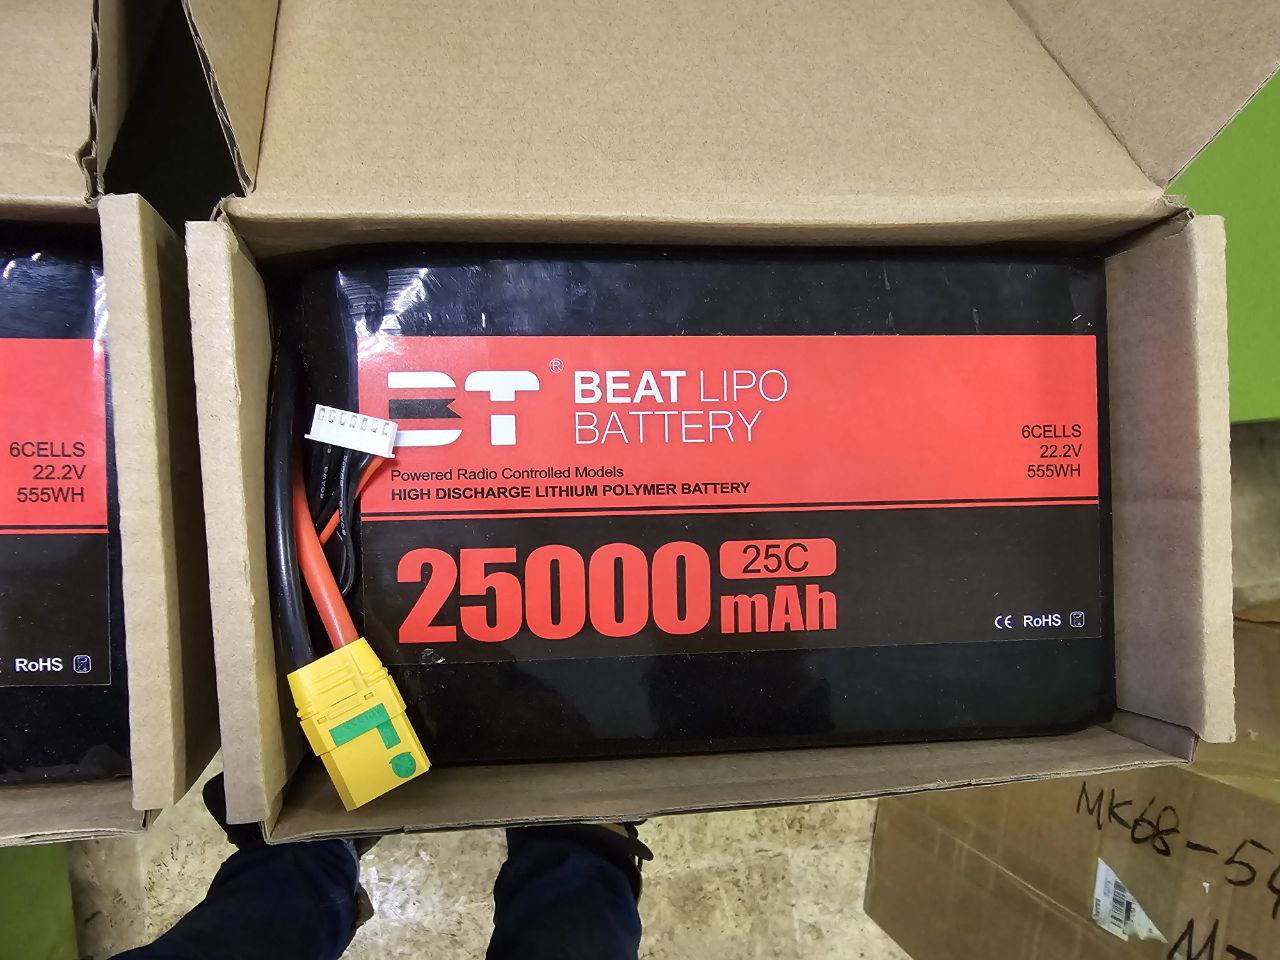 6CELLS
22.2V
555WH
RoHS
BT ®
BEAT LIPO
BATTERY
Powered Radio Controlled Models
HIGH DISCHARGE LITHIUM POLYMER BATTERY
6CELLS
22.2V
555WH
25000
25C
mAh
CE RoHS
MK68-54